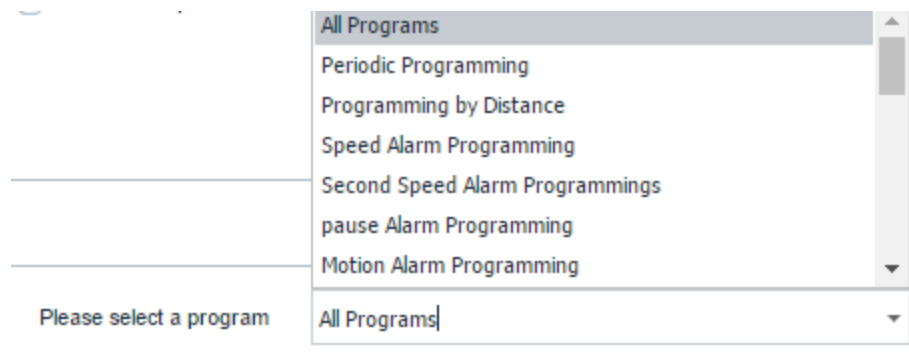 All Programs
Periodic Programming
Programming by Distance
Speed Alarm Programming
Second Speed Alarm Programmings
pause Alarm Programming
Motion Alarm Programming
Please select a program All Programs